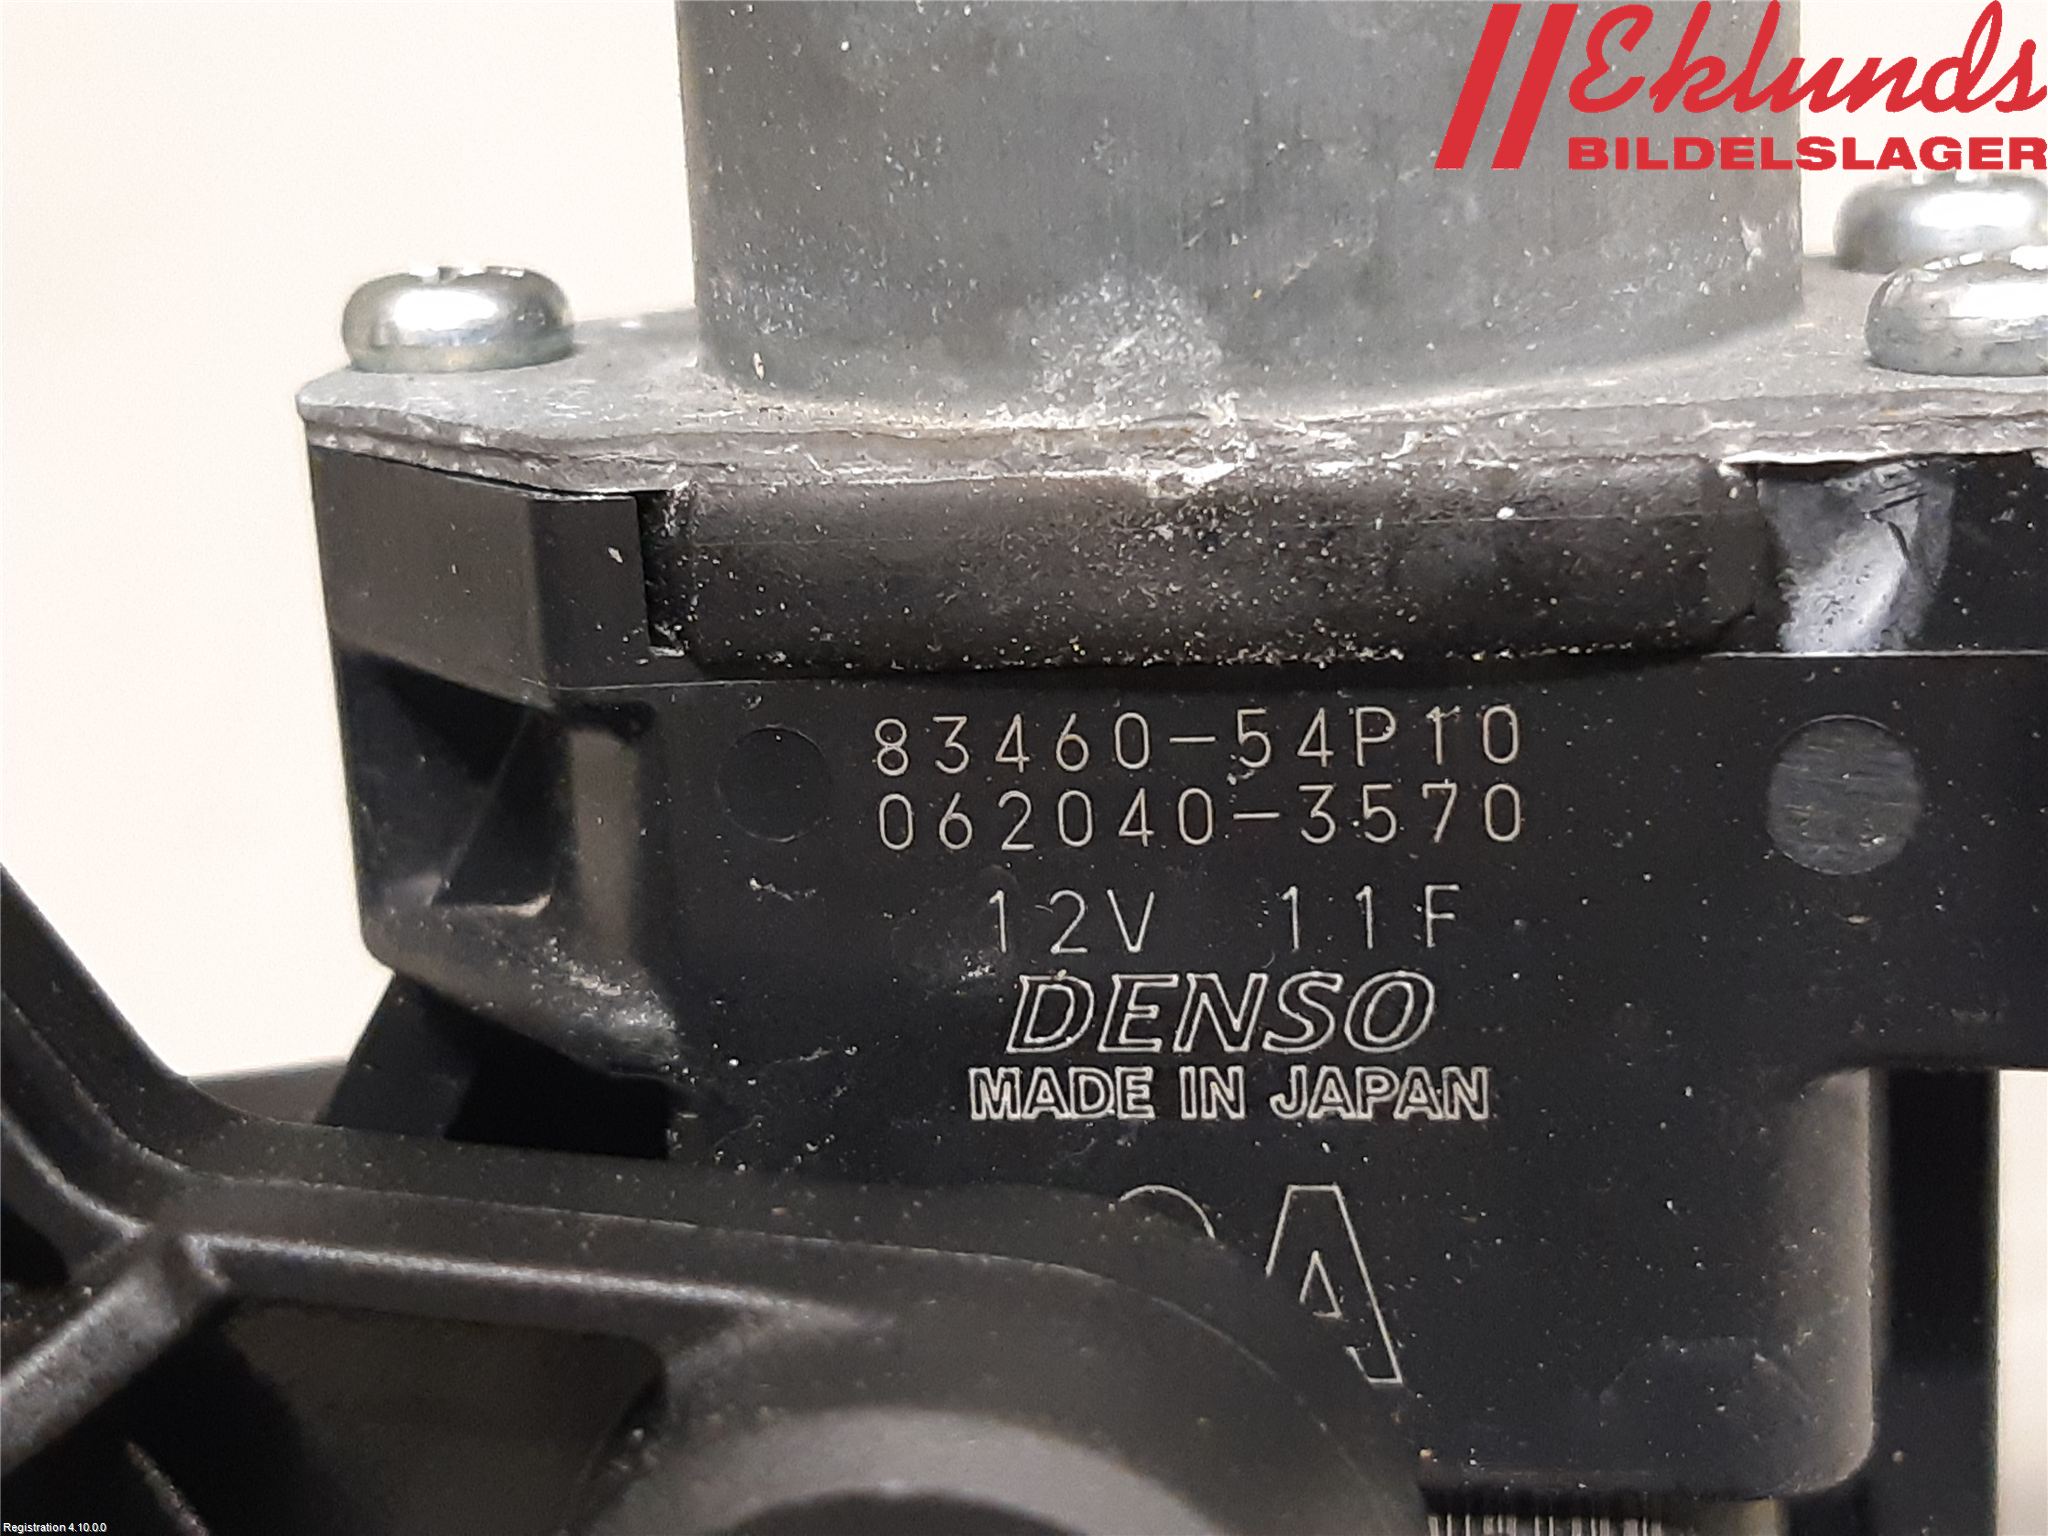 Eklunds
BILDELSLAGER
83460-54P10
062040-3570
12V 11F
DENSO
MADE IN JAPAN
Registration 4.10.0.0